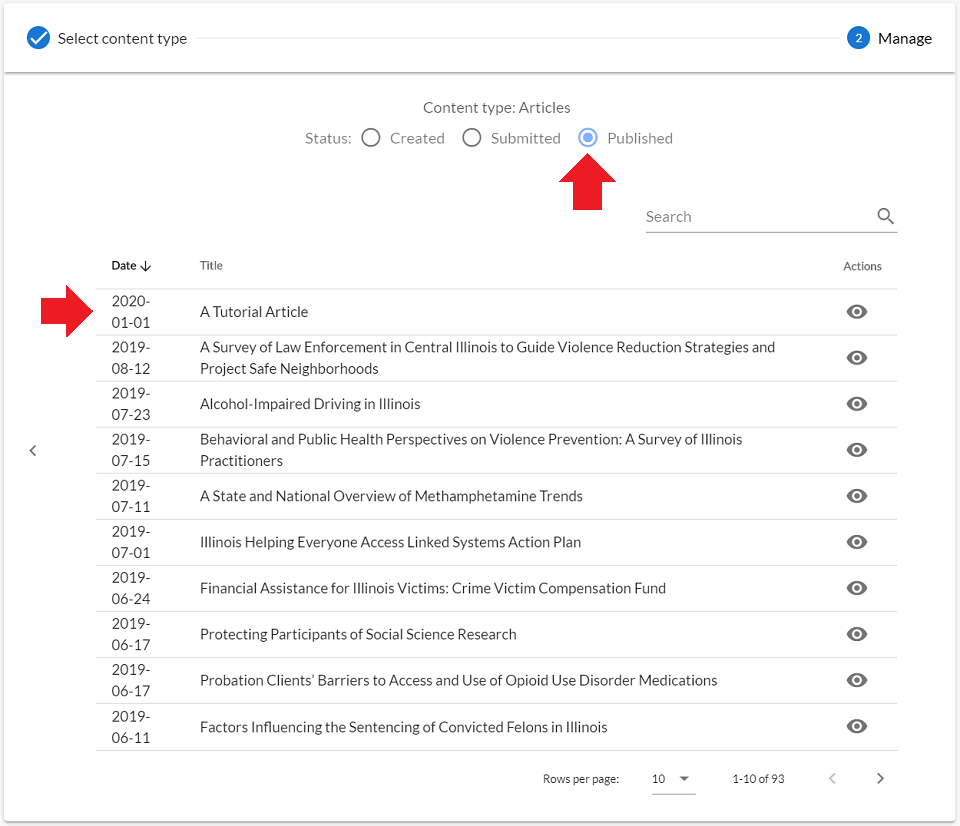 Select content type
2 Manage
Content type: Articles
Status: Created Submitted Published
Search
Date Title Actions
2020-
01-01
A Tutorial Article
2019-
08-12
A Survey of Law Enforcement in Central Illinois to Guide Violence Reduction Strategies and
Project Safe Neighborhoods
2019-
07-23
Alcohol-Impaired Driving in Illinois
2019-
07-15
Behavioral and Public Health Perspectives on Violence Prevention: A Survey of Illinois
Practitioners
2019-
07-11
A State and National Overview of Methamphetamine Trends
2019-
07-01
Illinois Helping Everyone Access Linked Systems Action Plan
2019-
06-24
Financial Assistance for Illinois Victims: Crime Victim Compensation Fund
2019-
06-17
Protecting Participants of Social Science Research
2019-
06-17
Probation Clients’ Barriers to Access and Use of Opioid Use Disorder Medications
2019-
06-11
Factors Influencing the Sentencing of Convicted Felons in Illinois
Rows per page: 10 1-10 of 93